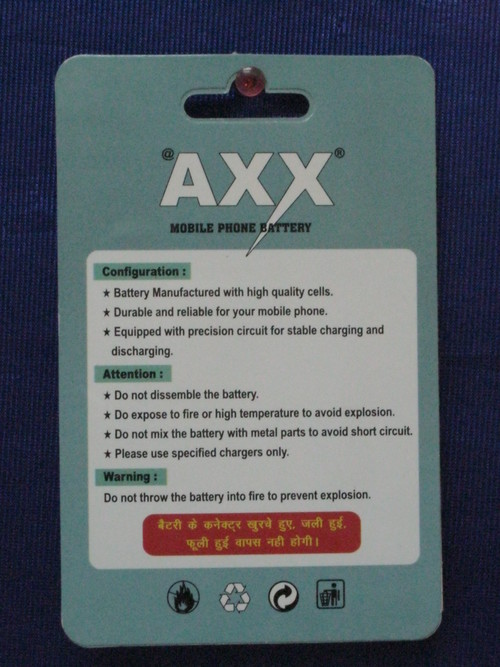 @AXX®
MOBILE PHONE BATTERY
Configuration :
★ Battery Manufactured with high quality cells.
★ Durable and reliable for your mobile phone.
★ Equipped with precision circuit for stable charging and
discharging.
Attention :
★ Do not dissemble the battery.
★ Do expose to fire or high temperature to avoid explosion.
★ Do not mix the battery with metal parts to avoid short circuit.
★ Please use specified chargers only.
Warning :
Do not throw the battery into fire to prevent explosion.
बैटरी के कनेक्ट्र खुरचे हुए, जली हुई.
फूली हुई वापस नही होगी।